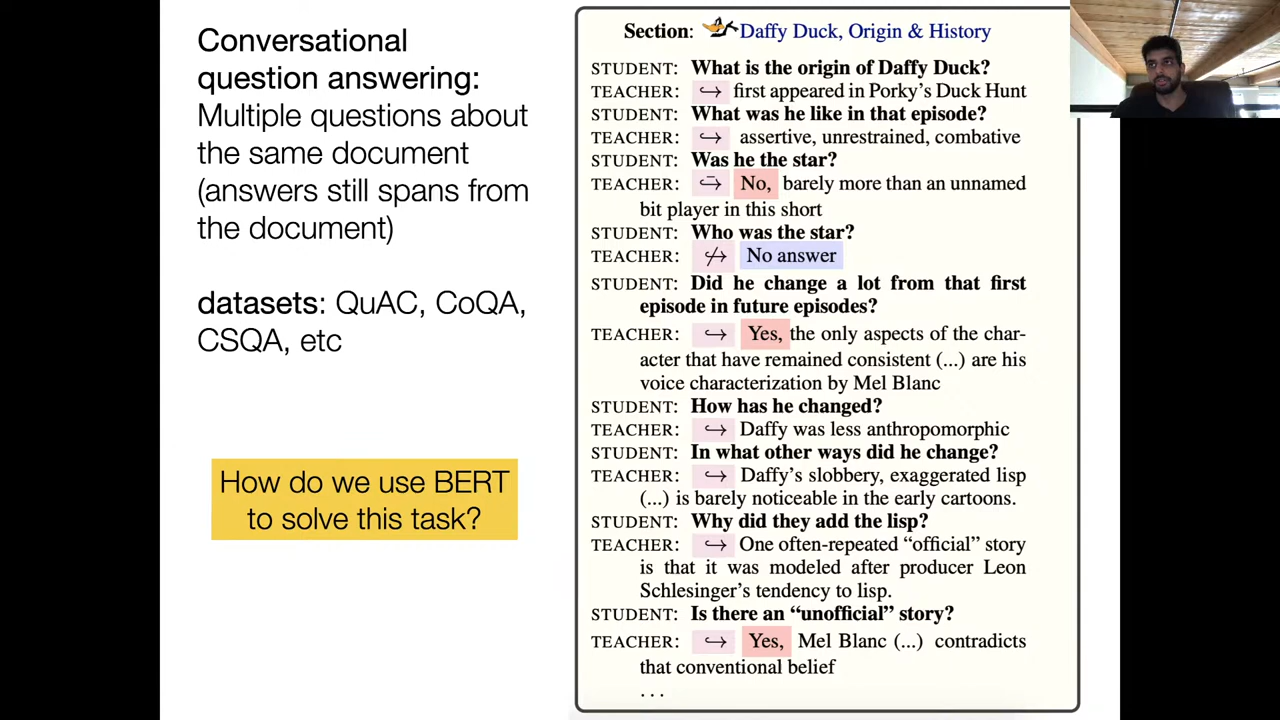 Conversational
question answering:
Multiple questions about
the same document
(answers still spans from
the document)
datasets: QuAC, CoQA,
CSQA, etc
How do we use BERT
to solve this task?
Section: Daffy Duck, Origin & History
STUDENT: What is the origin of Daffy Duck?
TEACHER: ↪ first appeared in Porky's Duck Hunt
STUDENT: What was he like in that episode?
TEACHER: ↪ assertive, unrestrained, combative
STUDENT: Was he the star?
TEACHER: ↪̄ No, barely more than an unnamed
bit player in this short
STUDENT: Who was the star?
TEACHER: ↪̸ No answer
STUDENT: Did he change a lot from that first
episode in future episodes?
TEACHER: ↪ Yes, the only aspects of the char-
acter that have remained consistent (...) are his
voice characterization by Mel Blanc
STUDENT: How has he changed?
TEACHER: ↪ Daffy was less anthropomorphic
STUDENT: In what other ways did he change?
TEACHER: ↪ Daffy's slobbery, exaggerated lisp
(...) is barely noticeable in the early cartoons.
STUDENT: Why did they add the lisp?
TEACHER: ↪ One often-repeated "official" story
is that it was modeled after producer Leon
Schlesinger's tendency to lisp.
STUDENT: Is there an "unofficial" story?
TEACHER: ↪ Yes, Mel Blanc (...) contradicts
that conventional belief
. . .